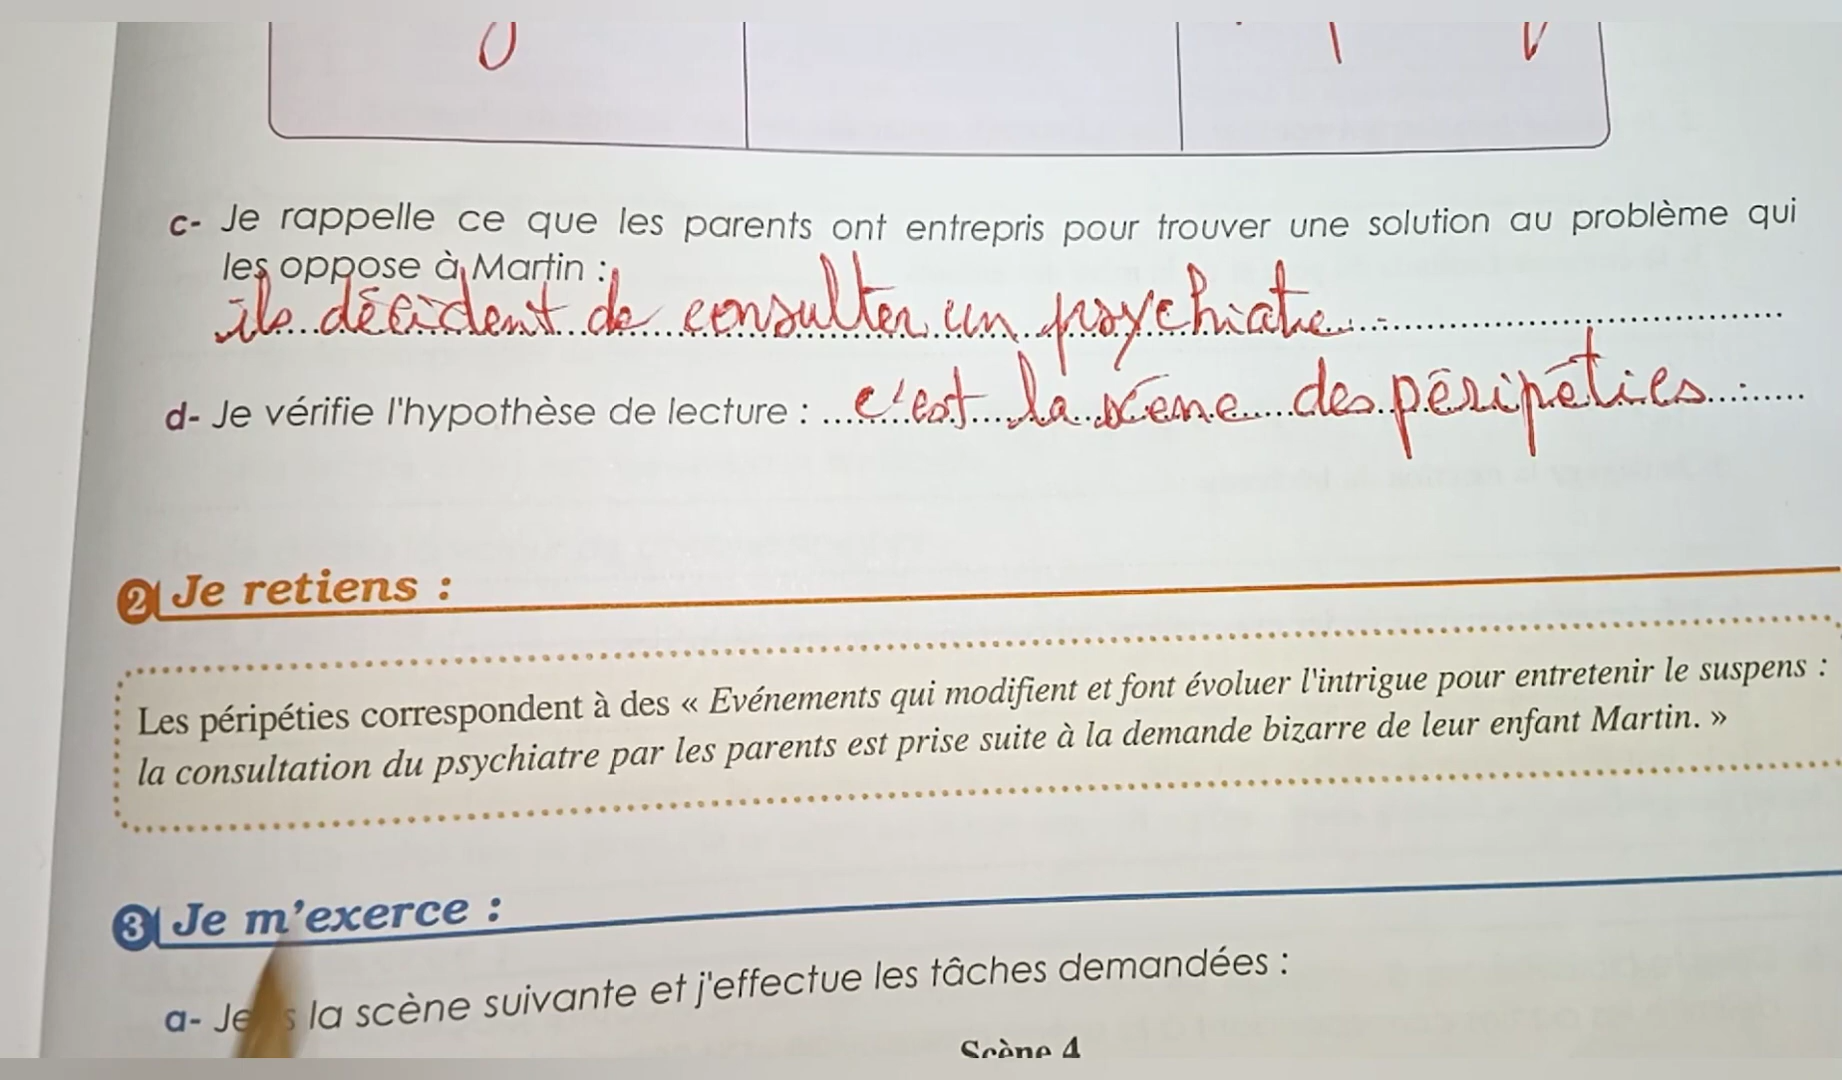 c- Je rappelle ce que les parents ont entrepris pour trouver une solution au problème qui
les oppose à Martin :
ils décident de consulter un psychiatre
d- Je vérifie l'hypothèse de lecture : c'est la scène des péripéties
2 Je retiens :
Les péripéties correspondent à des « Evénements qui modifient et font évoluer l'intrigue pour entretenir le suspens :
la consultation du psychiatre par les parents est prise suite à la demande bizarre de leur enfant Martin. »
3 Je m'exerce :
a- la scène suivante et j'effectue les tâches demandées :
Scène 4